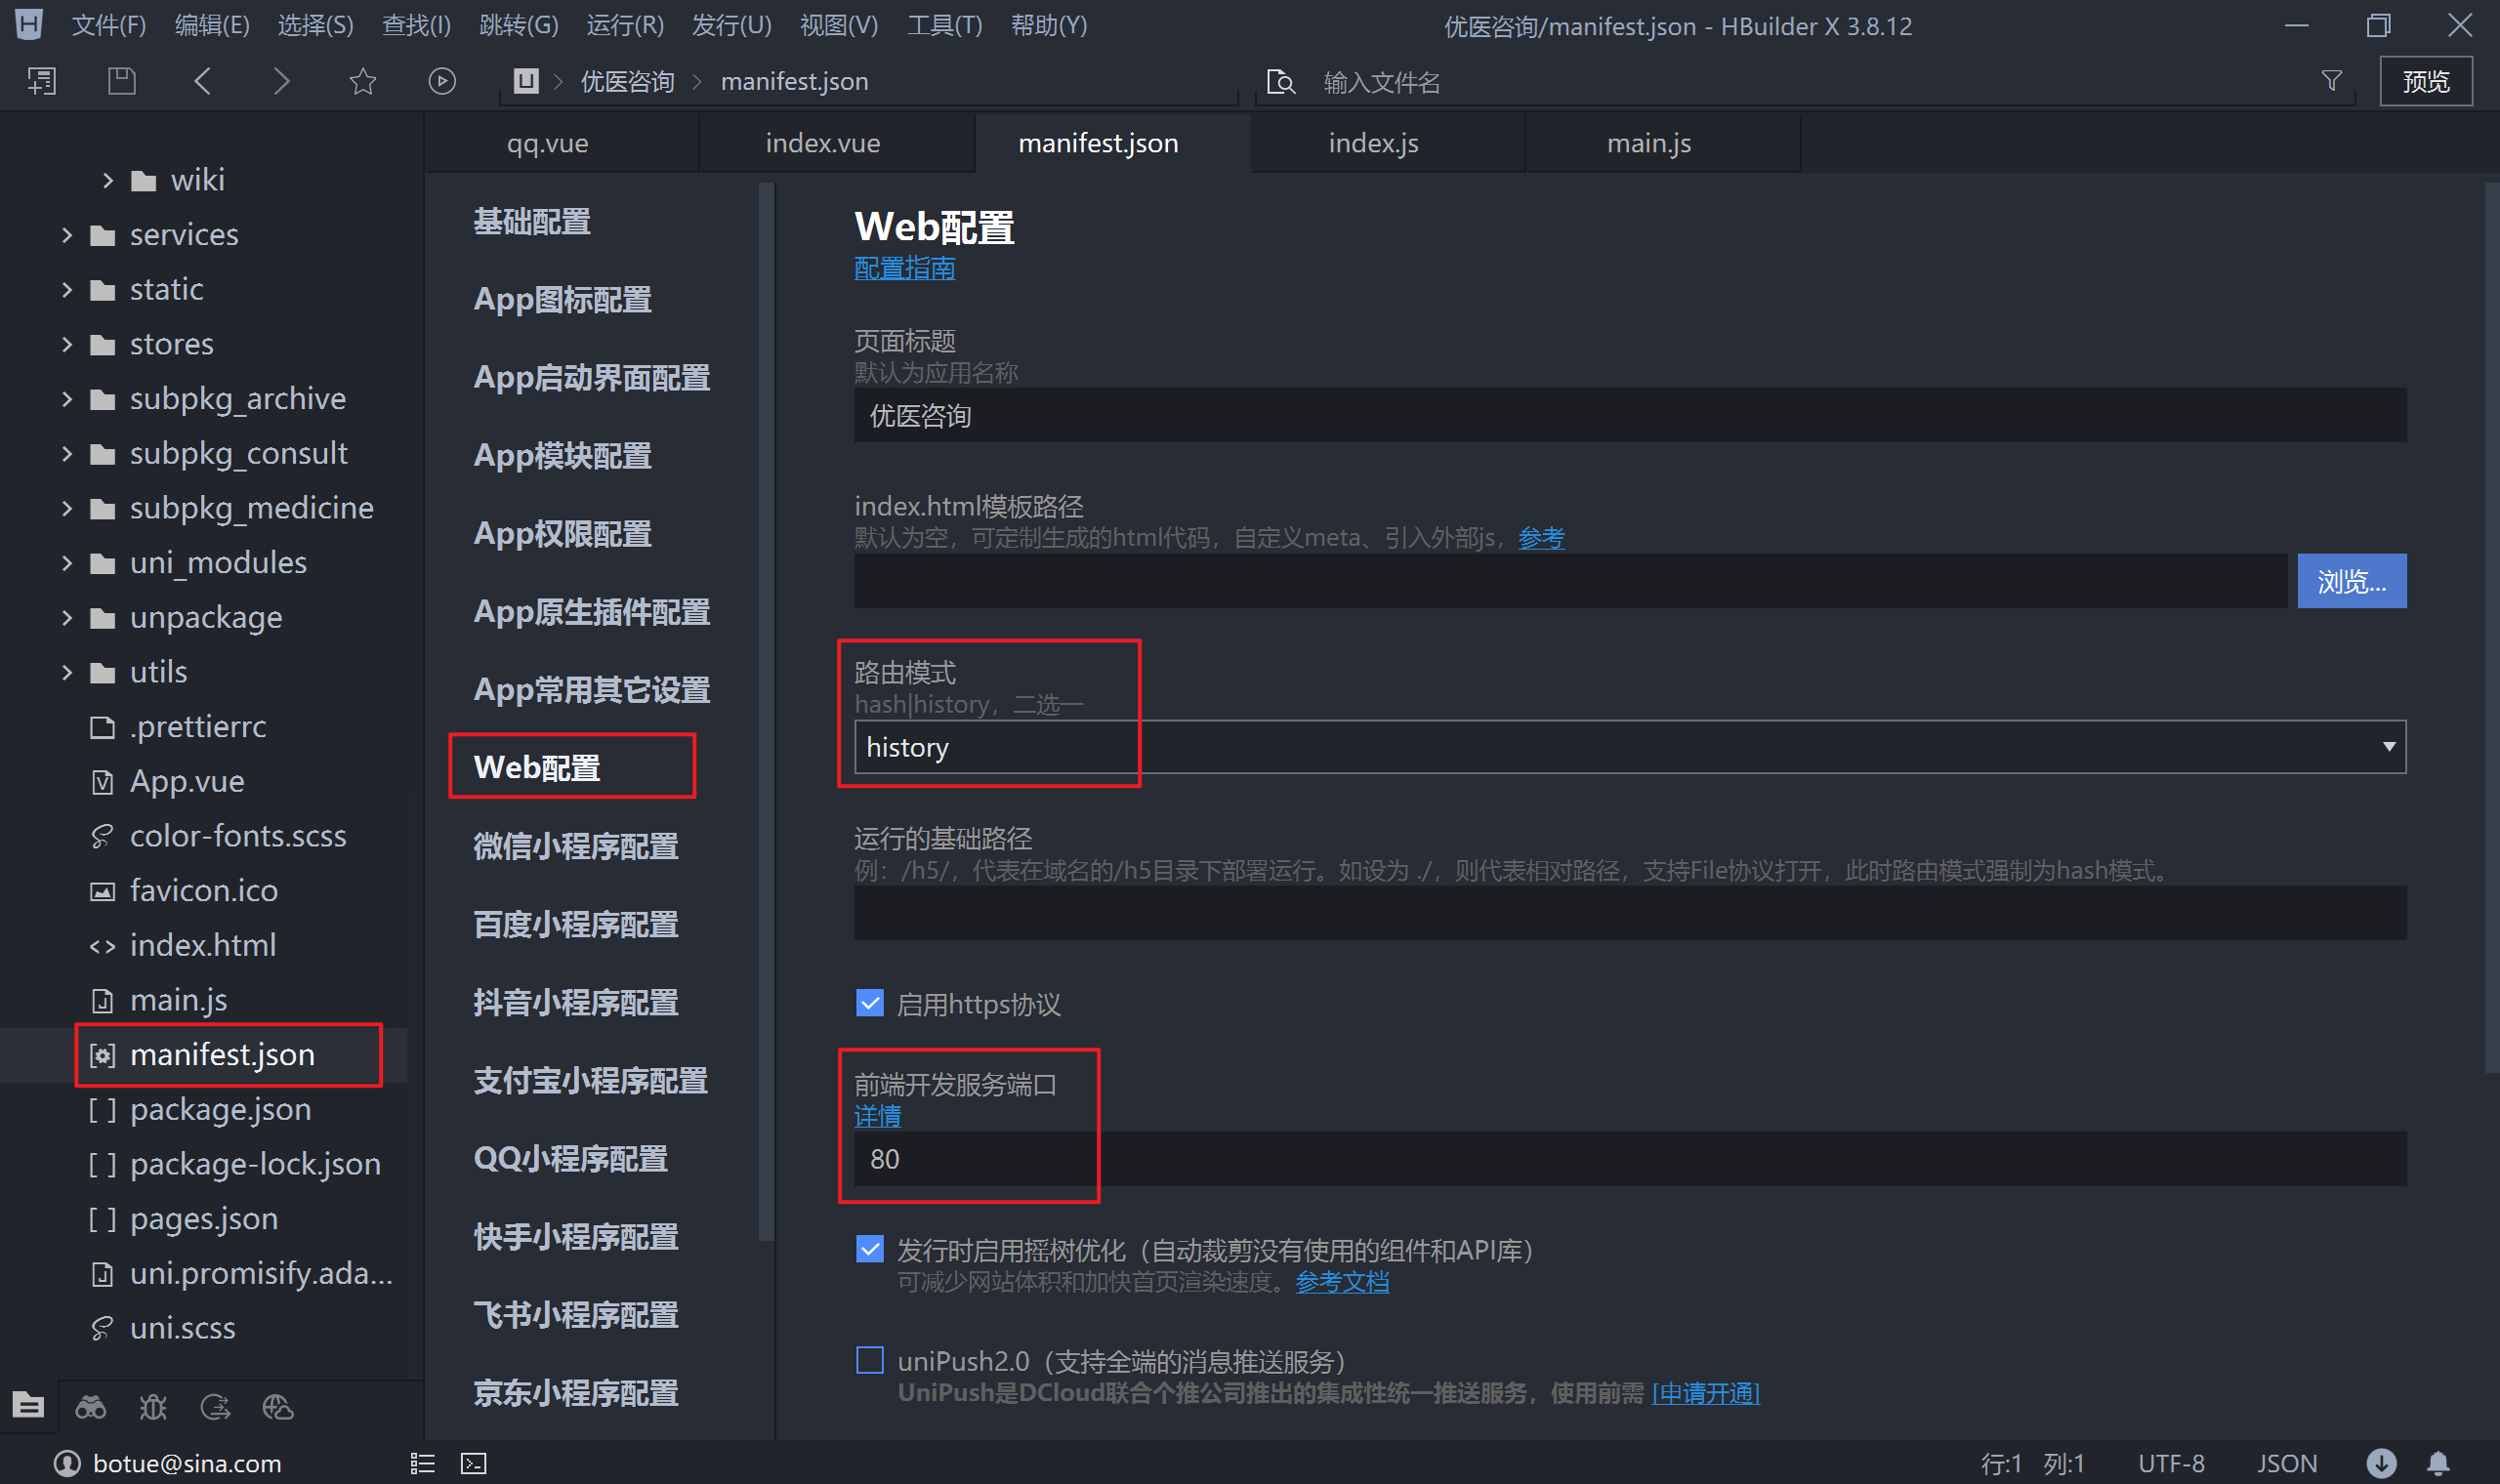 文件(F) 编辑(E) 选择(S) 查找(I) 跳转(G) 运行(R) 发行(U) 视图(V) 工具(T) 帮助(Y)
优医咨询/manifest.json - HBuilder X 3.8.12
优医咨询 manifest.json
输入文件名
预览
qq.vue
index.vue
manifest.json
index.js
main.js
wiki
services
static
stores
subpkg_archive
subpkg_consult
subpkg_medicine
uni_modules
unpackage
utils
.prettierrc
App.vue
color-fonts.scss
favicon.ico
index.html
main.js
manifest.json
package.json
package-lock.json
pages.json
uni.promisify.ada...
uni.scss
基础配置
App图标配置
App启动界面配置
App模块配置
App权限配置
App原生插件配置
App常用其它设置
Web配置
微信小程序配置
百度小程序配置
抖音小程序配置
支付宝小程序配置
QQ小程序配置
快手小程序配置
飞书小程序配置
京东小程序配置
Web配置
配置指南
页面标题
默认为应用名称
优医咨询
index.html模板路径
默认为空，可定制生成的html代码，自定义meta、引入外部js，参考
浏览...
路由模式
hash|history，二选一
history
运行的基础路径
例：/h5/，代表在域名的/h5目录下部署运行。如设为 ./，则代表相对路径，支持File协议打开，此时路由模式强制为hash模式。
启用https协议
前端开发服务端口
详情
80
发行时启用摇树优化（自动裁剪没有使用的组件和API库）
可减少网站体积和加快首页渲染速度。参考文档
uniPush2.0（支持全端的消息推送服务）
UniPush是DCloud联合个推公司推出的集成性统一推送服务，使用前需 [申请开通]
botue@sina.com
行:1 列:1
UTF-8
JSON